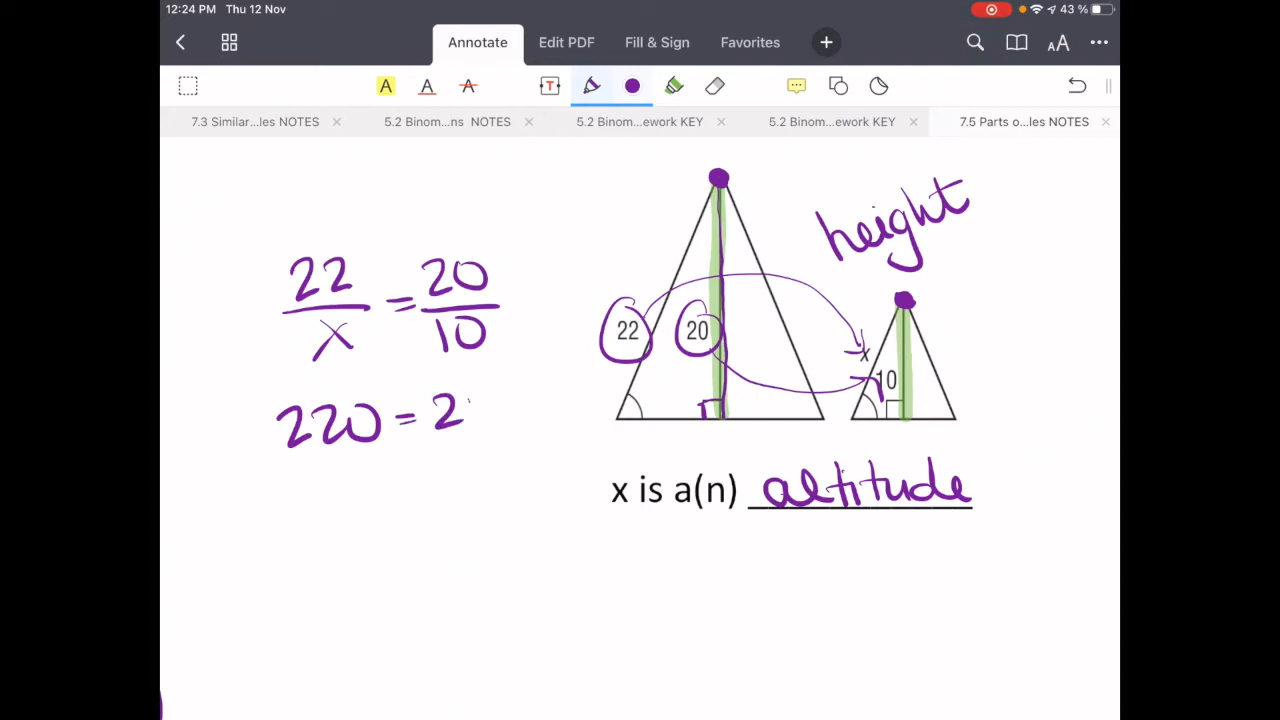 12:24 PM Thu 12 Nov
43 %
Annotate Edit PDF Fill & Sign Favorites
7.3 Similar...les NOTES
5.2 Binom...ns NOTES
5.2 Binom...ework KEY
5.2 Binom...ework KEY
7.5 Parts o...les NOTES
height
22/x = 20/10
220 = 2
22
20
x
10
x is a(n) altitude